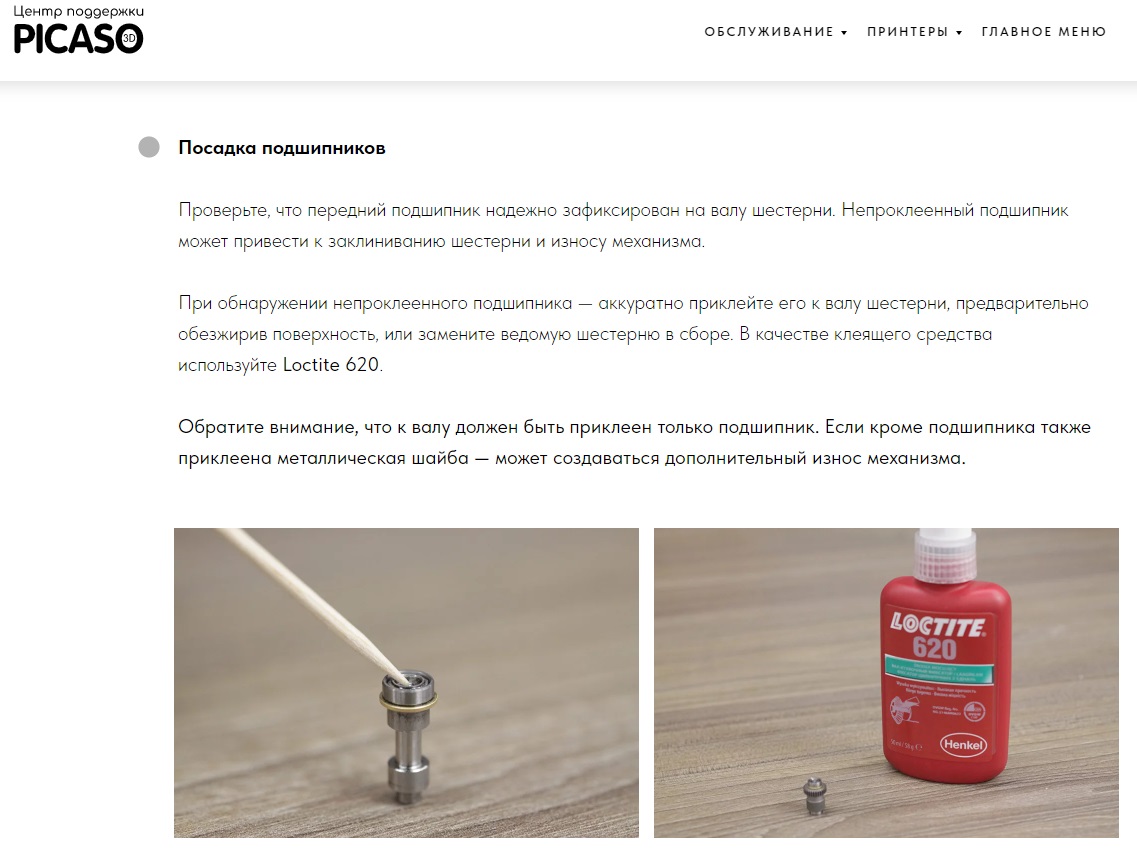 Центр поддержки
PICASO 3D
ОБСЛУЖИВАНИЕ
ПРИНТЕРЫ
ГЛАВНОЕ МЕНЮ
Посадка подшипников
Проверьте, что передний подшипник надежно зафиксирован на валу шестерни. Непроклеенный подшипник
может привести к заклиниванию шестерни и износу механизма.
При обнаружении непроклеенного подшипника — аккуратно приклейте его к валу шестерни, предварительно
обезжирив поверхность, или замените ведомую шестерню в сборе. В качестве клеящего средства
используйте Loctite 620.
Обратите внимание, что к валу должен быть приклеен только подшипник. Если кроме подшипника также
приклеена металлическая шайба — может создаваться дополнительный износ механизма.
LOCTITE
620
Henkel